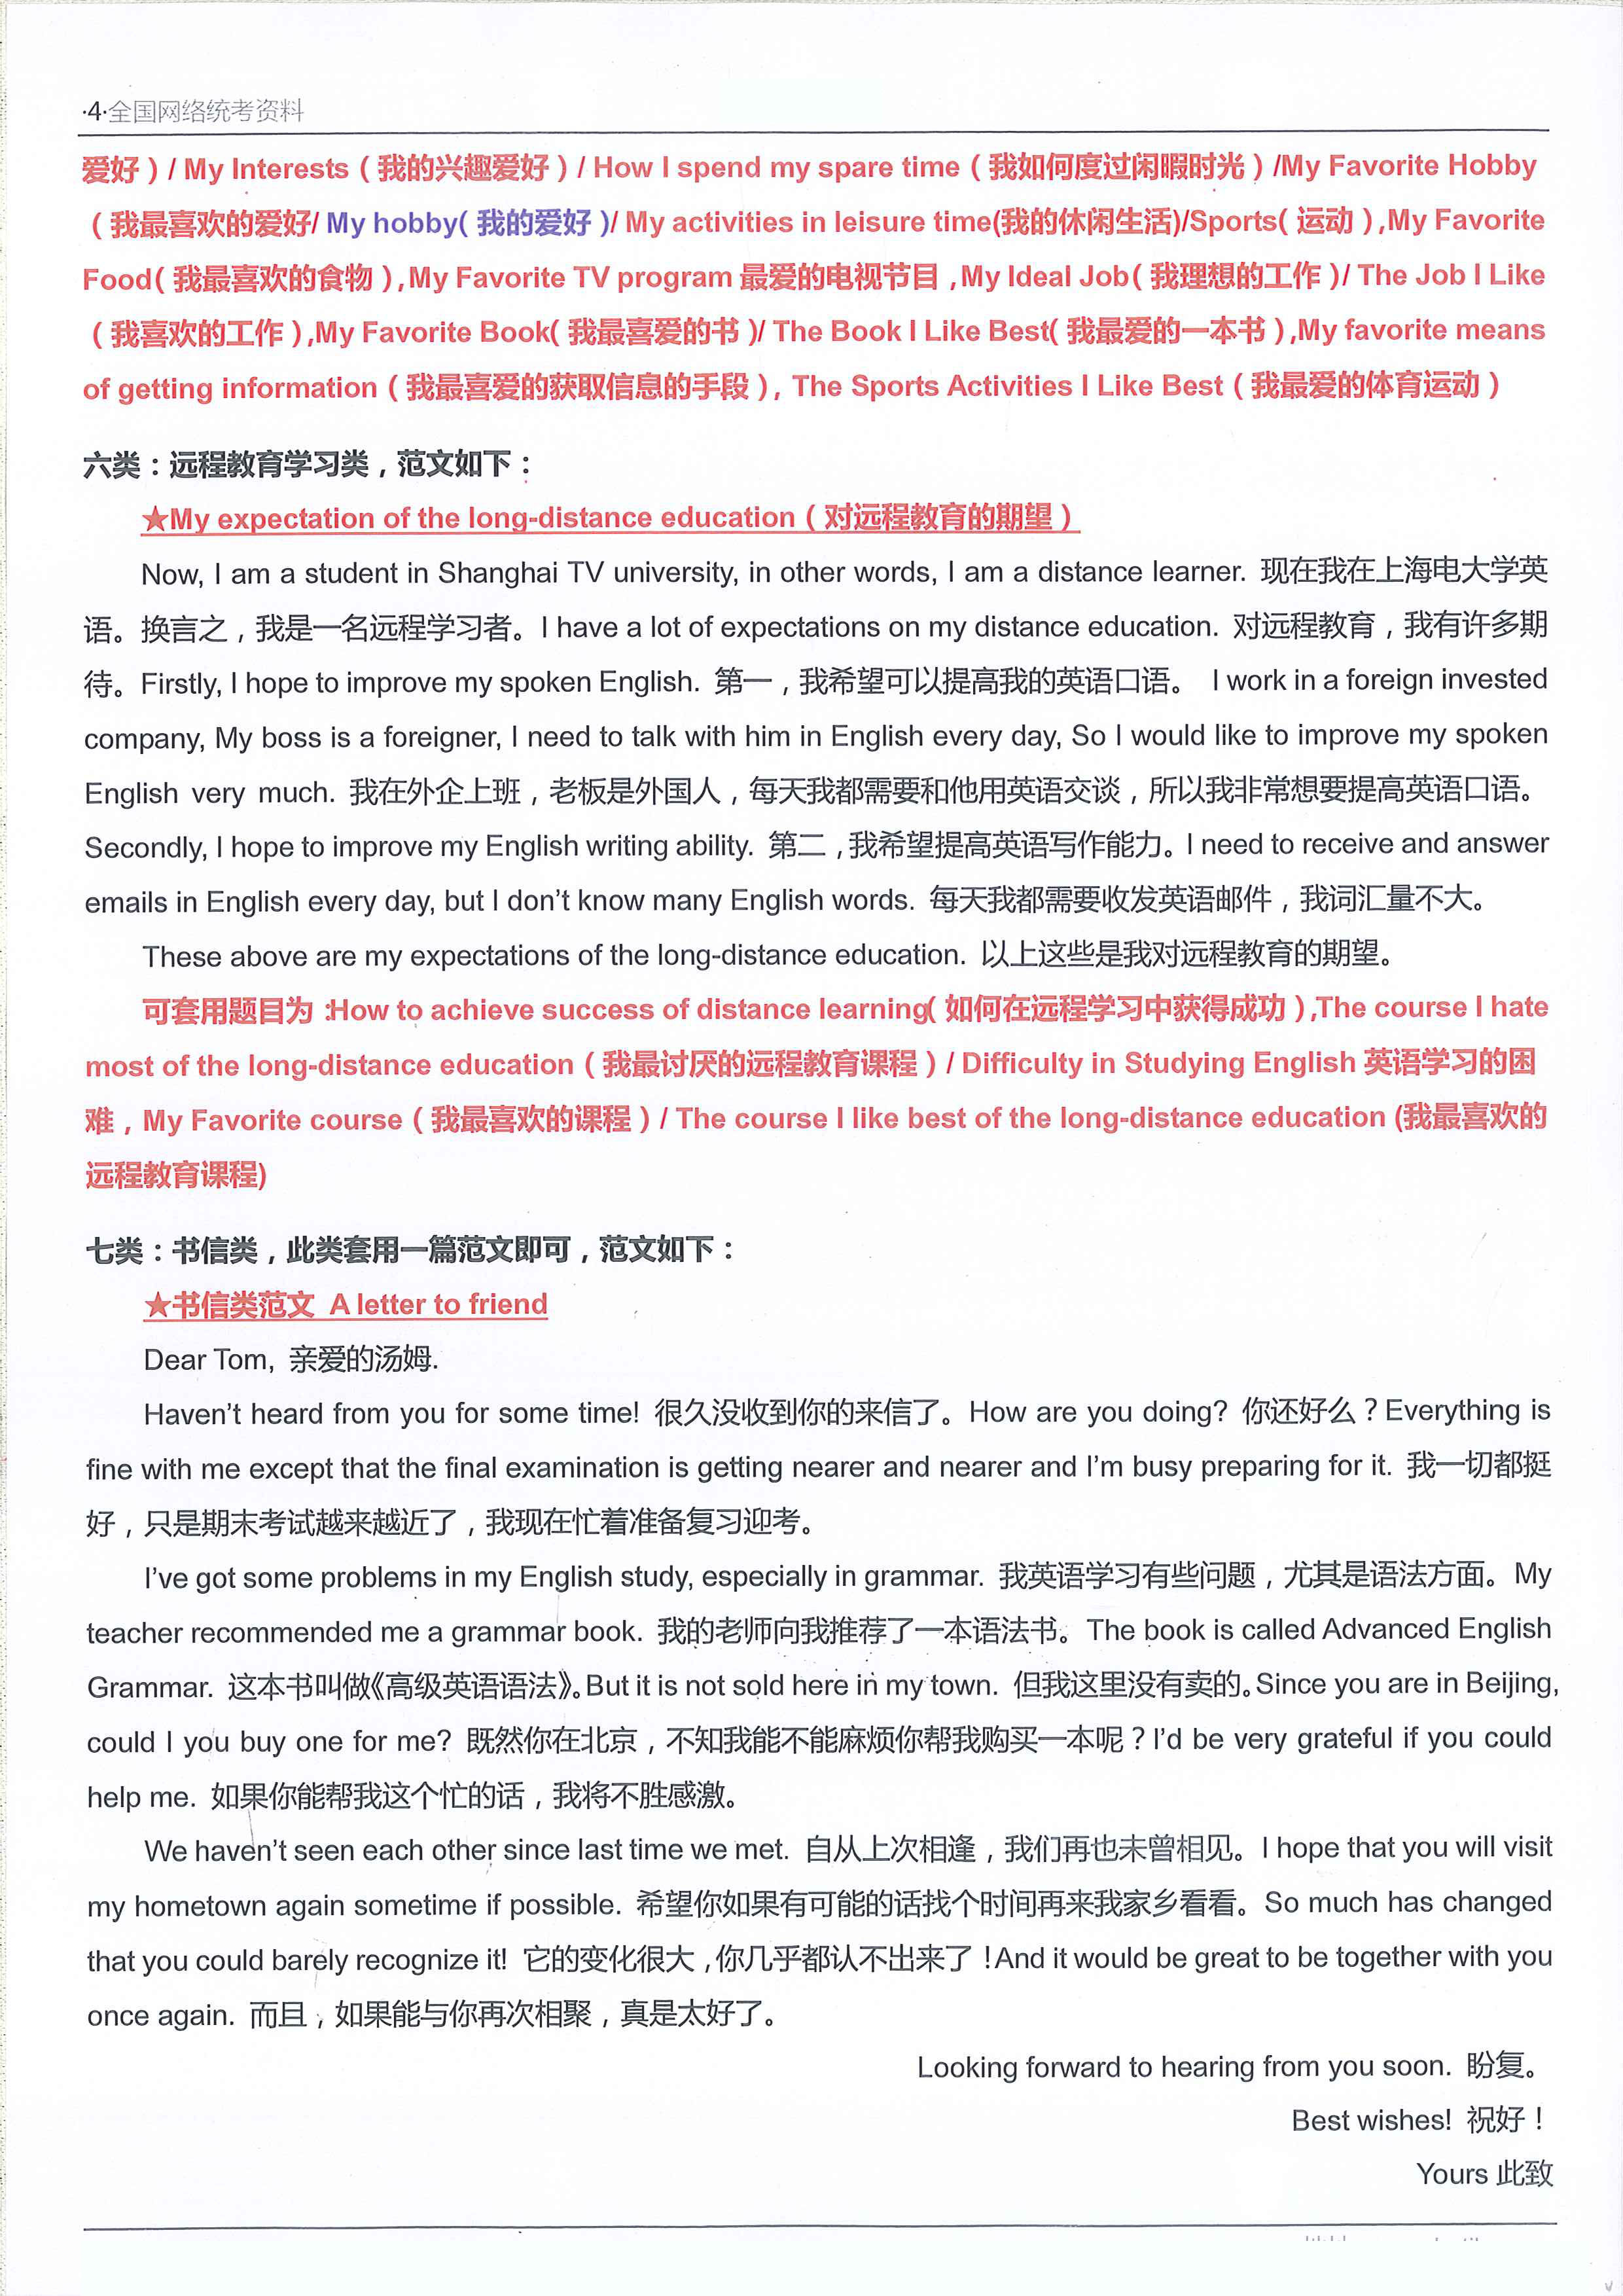 ·4·全国网络统考资料
爱好）/ My Interests（我的兴趣爱好）/ How I spend my spare time（我如何度过闲暇时光）/My Favorite Hobby
（我最喜欢的爱好/ My hobby( 我的爱好 )/ My activities in leisure time(我的休闲生活)/Sports( 运动 ),My Favorite
Food( 我最喜欢的食物 ),My Favorite TV program 最爱的电视节目 ,My Ideal Job( 我理想的工作 )/ The Job I Like
（我喜欢的工作 ),My Favorite Book( 我最喜爱的书 )/ The Book I Like Best( 我最爱的一本书 ),My favorite means
of getting information（我最喜爱的获取信息的手段）, The Sports Activities I Like Best（我最爱的体育运动）
六类：远程教育学习类，范文如下：
★My expectation of the long-distance education（对远程教育的期望）
Now, I am a student in Shanghai TV university, in other words, I am a distance learner. 现在我在上海电大学英
语。换言之，我是一名远程学习者。I have a lot of expectations on my distance education. 对远程教育，我有许多期
待。Firstly, I hope to improve my spoken English. 第一，我希望可以提高我的英语口语。 I work in a foreign invested
company, My boss is a foreigner, I need to talk with him in English every day, So I would like to improve my spoken
English very much. 我在外企上班，老板是外国人，每天我都需要和他用英语交谈，所以我非常想要提高英语口语。
Secondly, I hope to improve my English writing ability. 第二，我希望提高英语写作能力。I need to receive and answer
emails in English every day, but I don't know many English words. 每天我都需要收发英语邮件，我词汇量不大。
These above are my expectations of the long-distance education. 以上这些是我对远程教育的期望。
可套用题目为：How to achieve success of distance learning( 如何在远程学习中获得成功 ),The course I hate
most of the long-distance education（我最讨厌的远程教育课程）/ Difficulty in Studying English 英语学习的困
难，My Favorite course（我最喜欢的课程）/ The course I like best of the long-distance education (我最喜欢的
远程教育课程)
七类：书信类，此类套用一篇范文即可，范文如下：
★书信类范文 A letter to friend
Dear Tom, 亲爱的汤姆.
Haven't heard from you for some time! 很久没收到你的来信了。How are you doing? 你还好么？Everything is
fine with me except that the final examination is getting nearer and nearer and I'm busy preparing for it. 我一切都挺
好，只是期末考试越来越近了，我现在忙着准备复习迎考。
I've got some problems in my English study, especially in grammar. 我英语学习有些问题，尤其是语法方面。My
teacher recommended me a grammar book. 我的老师向我推荐了一本语法书。The book is called Advanced English
Grammar. 这本书叫做《高级英语语法》。But it is not sold here in my town. 但我这里没有卖的。Since you are in Beijing,
could I you buy one for me? 既然你在北京，不知我能不能麻烦你帮我购买一本呢？I'd be very grateful if you could
help me. 如果你能帮我这个忙的话，我将不胜感激。
We haven't seen each other since last time we met. 自从上次相逢，我们再也未曾相见。I hope that you will visit
my hometown again sometime if possible. 希望你如果有可能的话找个时间再来我家乡看看。So much has changed
that you could barely recognize it! 它的变化很大，你几乎都认不出来了！And it would be great to be together with you
once again. 而且，如果能与你再次相聚，真是太好了。
Looking forward to hearing from you soon. 盼复。
Best wishes! 祝好！
Yours 此致